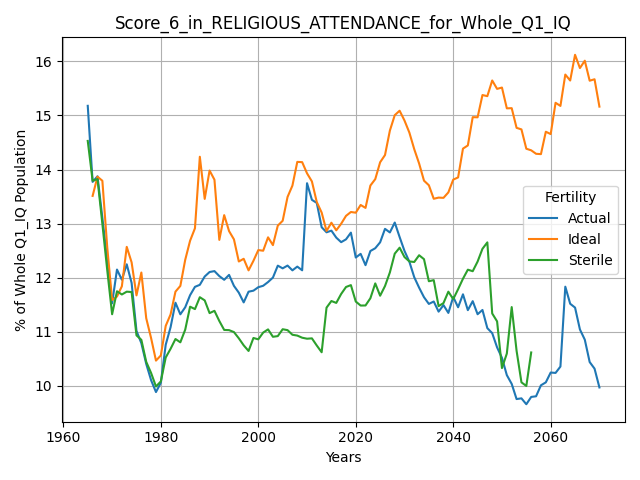 Score_6_in_RELIGIOUS_ATTENDANCE_for_Whole_Q1_IQ
% of Whole Q1_IQ Population
16
15
14
13
12
11
10
Fertility
Actual
Ideal
Sterile
1960
1980
2000
2020
2040
2060
Years